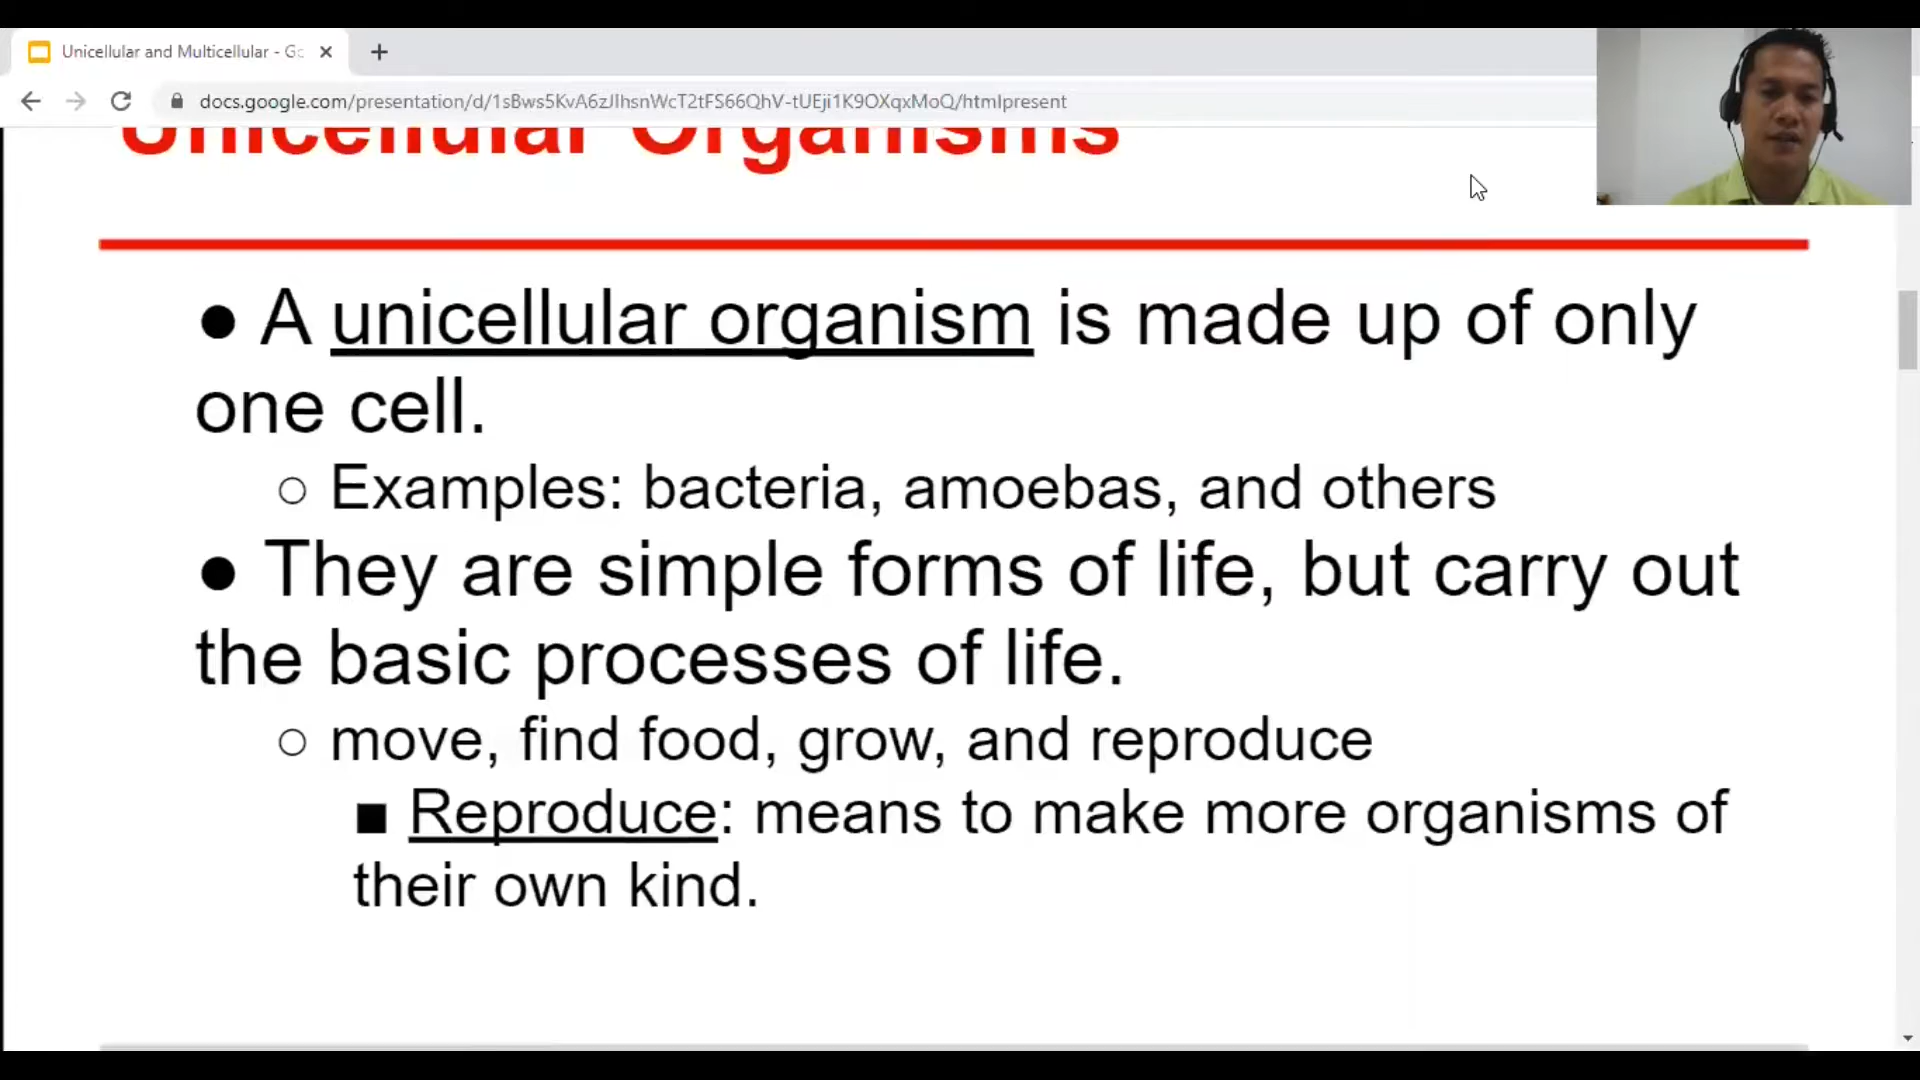 Unicellular and Multicellular - Go
docs.google.com/presentation/d/1sBws5KvA6zJlhsnWcT2tFS66QhV-tUEji1K9OXqxMoQ/htmlpresent
Unicellular Organisms
● A unicellular organism is made up of only
one cell.
○ Examples: bacteria, amoebas, and others
● They are simple forms of life, but carry out
the basic processes of life.
○ move, find food, grow, and reproduce
■ Reproduce: means to make more organisms of
their own kind.